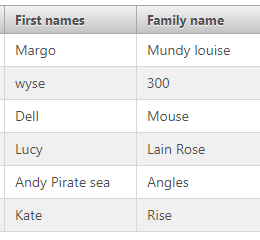 First names Family name
Margo Mundy louise
wyse 300
Dell Mouse
Lucy Lain Rose
Andy Pirate sea Angles
Kate Rise